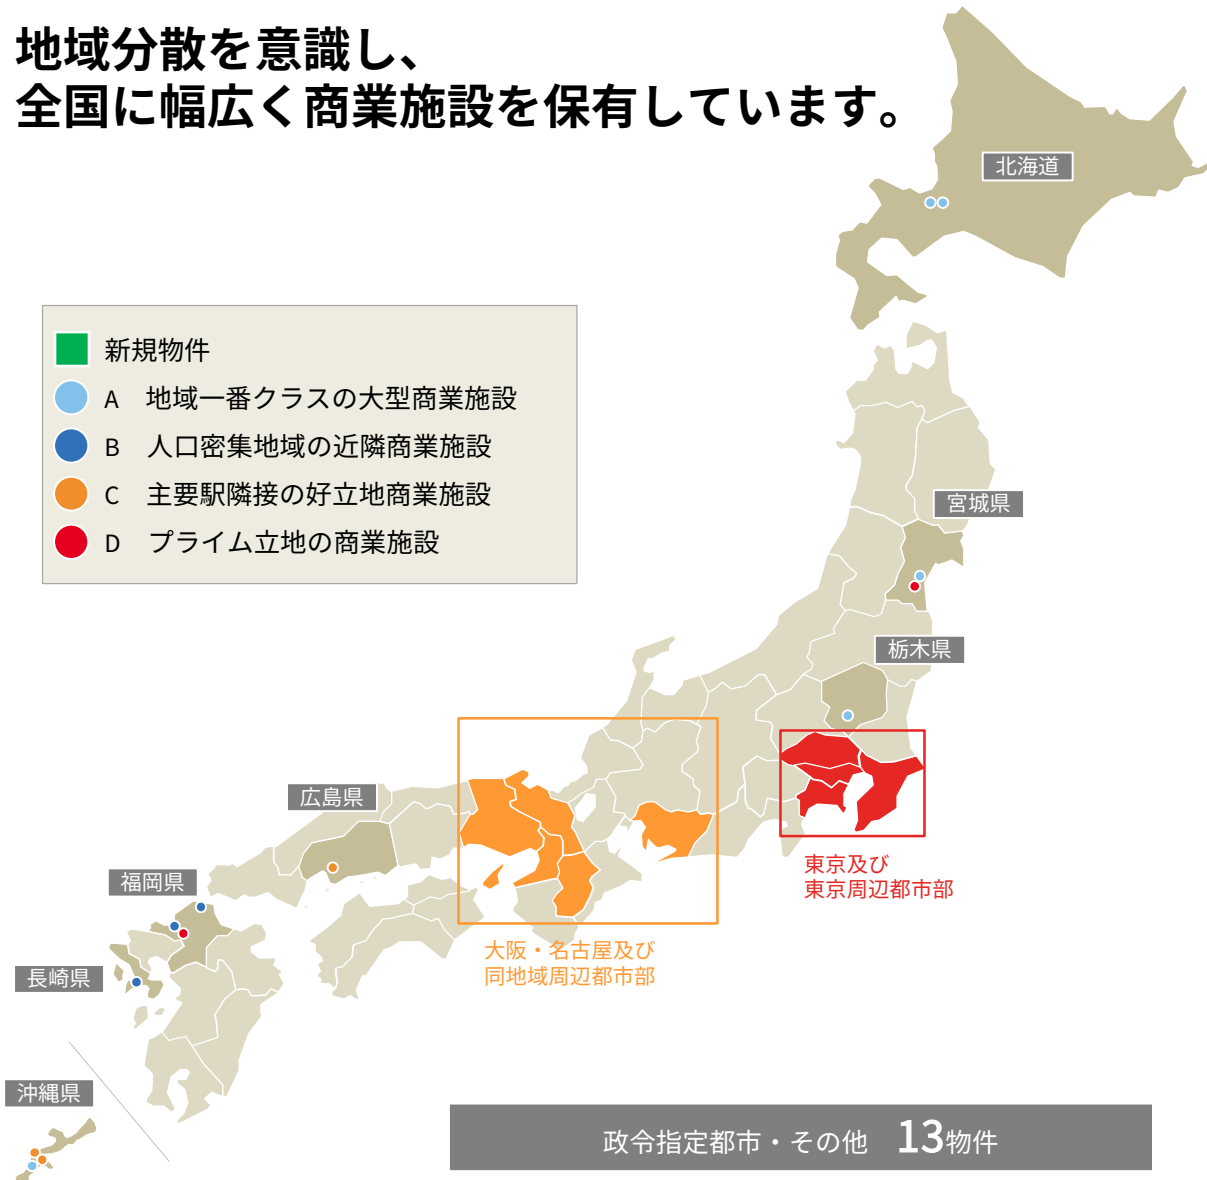 地域分散を意識し、
全国に幅広く商業施設を保有しています。
北海道
新規物件
A 地域一番クラスの大型商業施設
B 人口密集地域の近隣商業施設
C 主要駅隣接の好立地商業施設
D プライム立地の商業施設
宮城県
栃木県
広島県
東京及び
東京周辺都市部
福岡県
大阪・名古屋及び
同地域周辺都市部
長崎県
沖縄県
政令指定都市・その他 13物件